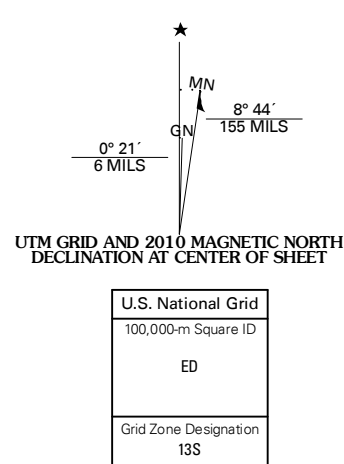 ★
MN
8° 44´
155 MILS
GN
0° 21´
6 MILS
UTM GRID AND 2010 MAGNETIC NORTH
DECLINATION AT CENTER OF SHEET
U.S. National Grid
100,000-m Square ID
ED
Grid Zone Designation
13S